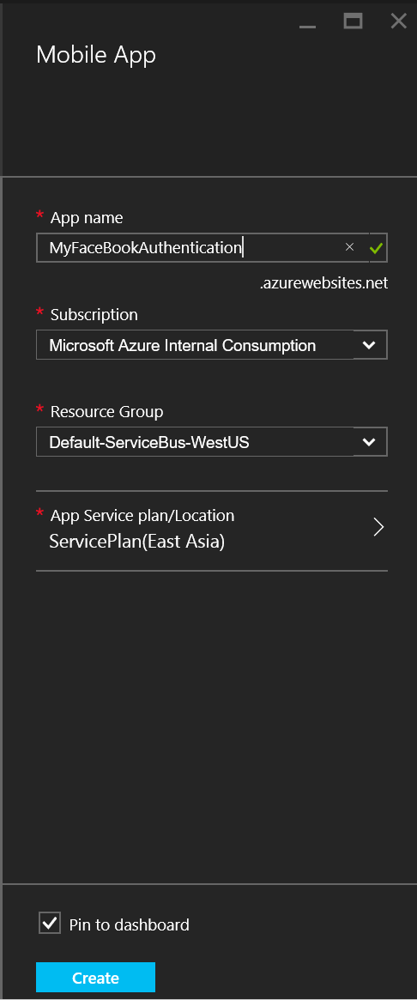 Mobile App
* App name
MyFaceBookAuthentication
.azurewebsites.net
* Subscription
Microsoft Azure Internal Consumption
* Resource Group
Default-ServiceBus-WestUS
* App Service plan/Location
ServicePlan(East Asia)
Pin to dashboard
Create